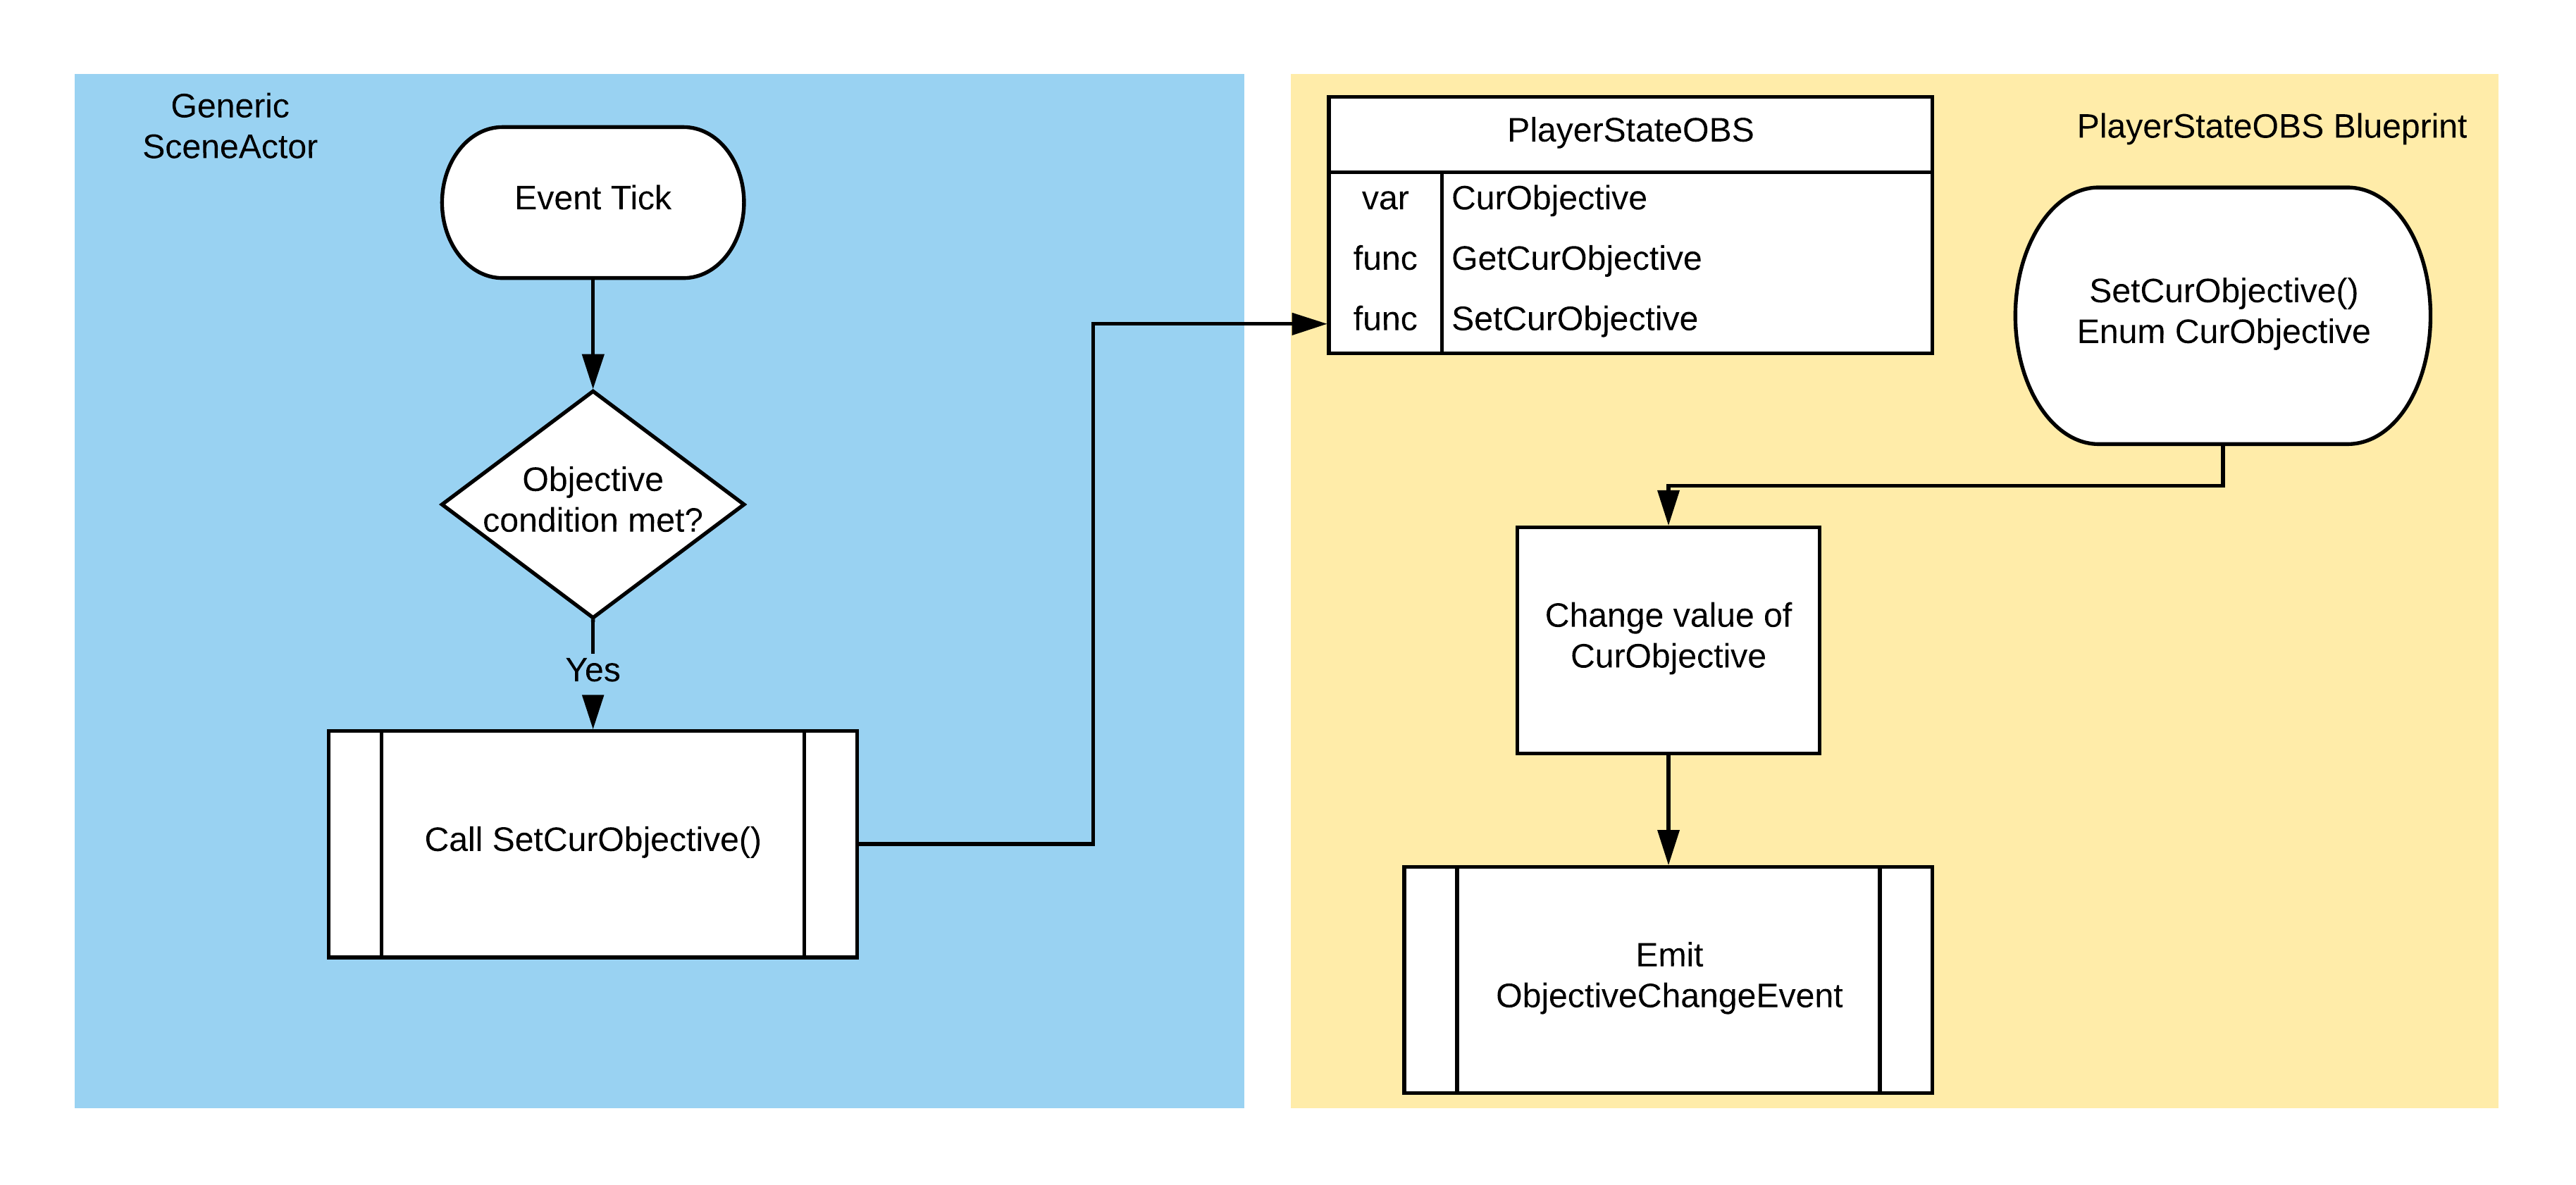 Generic
SceneActor
Event Tick
Objective
condition met?
Yes
Call SetCurObjective()
PlayerStateOBS
var CurObjective
func GetCurObjective
func SetCurObjective
PlayerStateOBS Blueprint
SetCurObjective()
Enum CurObjective
Change value of
CurObjective
Emit
ObjectiveChangeEvent